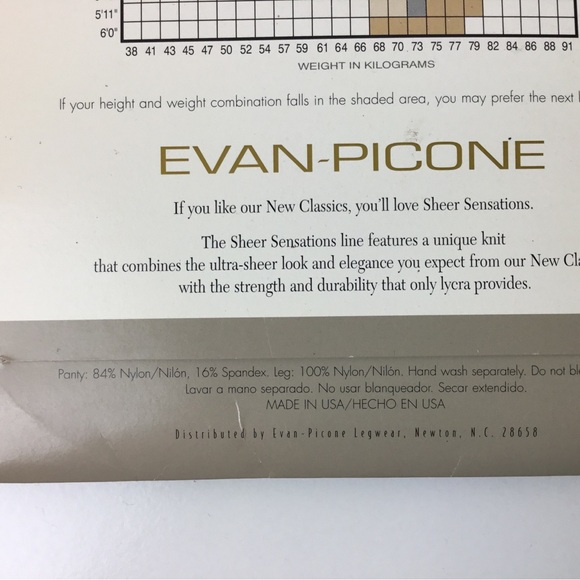 5'11"
6'0"
38 41 43 45 47 50 52 54 57 59 61 64 66 68 70 73 75 77 79 82 84 86 88 91
WEIGHT IN KILOGRAMS
If your height and weight combination falls in the shaded area, you may prefer the next
EVAN-PICONE
If you like our New Classics, you'll love Sheer Sensations.
The Sheer Sensations line features a unique knit
that combines the ultra-sheer look and elegance you expect from our New Cla
with the strength and durability that only lycra provides.
Panty: 84% Nylon/Nilón, 16% Spandex. Leg: 100% Nylon/Nilón. Hand wash separately. Do not ble
Lavar a mano separado. No usar blanqueador. Secar extendido.
MADE IN USA/HECHO EN USA
Distributed by Evan-Picone Legwear, Newton, N.C. 28658